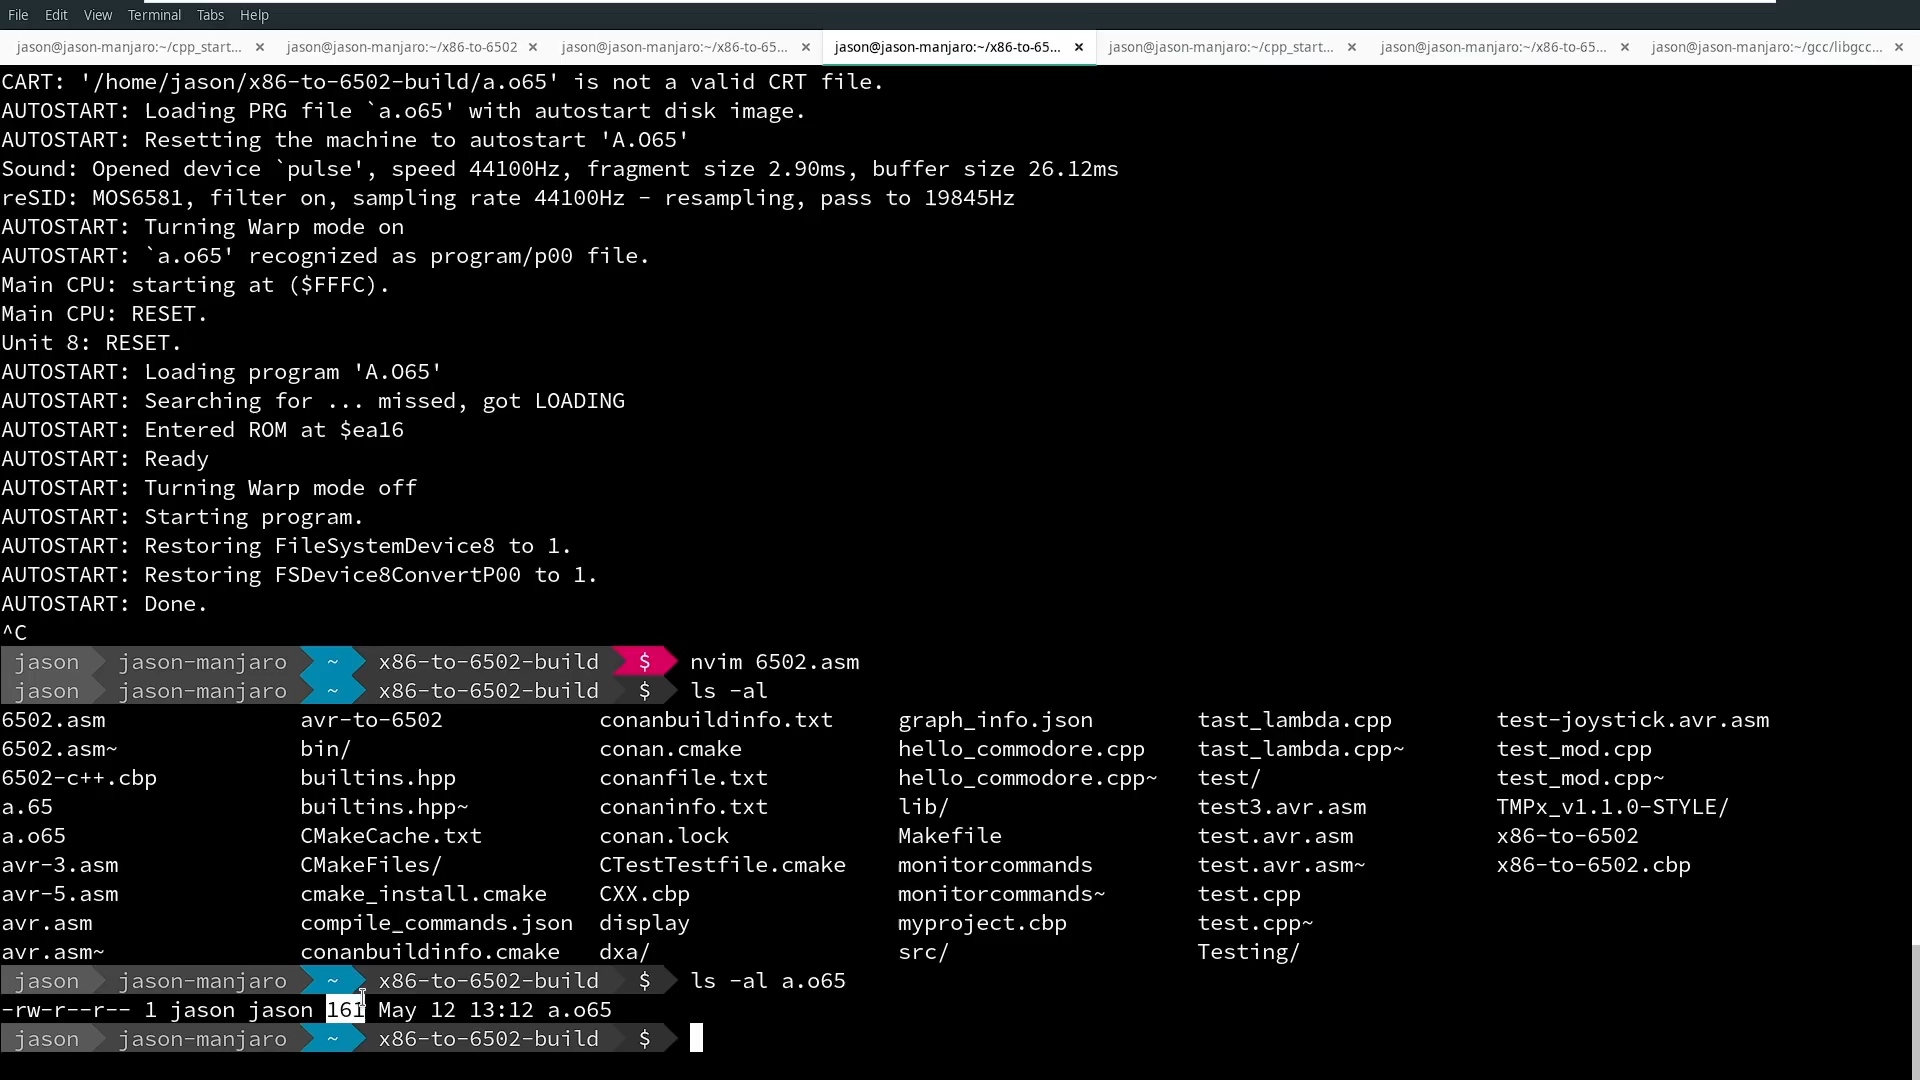 File Edit View Terminal Tabs Help
jason@jason-manjaro:~/cpp_start... × jason@jason-manjaro:~/x86-to-6502 × jason@jason-manjaro:~/x86-to-65... × jason@jason-manjaro:~/x86-to-65... × jason@jason-manjaro:~/cpp_start... × jason@jason-manjaro:~/x86-to-65... × jason@jason-manjaro:~/gcc/libgcc... ×
CART: '/home/jason/x86-to-6502-build/a.o65' is not a valid CRT file.
AUTOSTART: Loading PRG file `a.o65' with autostart disk image.
AUTOSTART: Resetting the machine to autostart 'A.O65'
Sound: Opened device `pulse', speed 44100Hz, fragment size 2.90ms, buffer size 26.12ms
reSID: MOS6581, filter on, sampling rate 44100Hz - resampling, pass to 19845Hz
AUTOSTART: Turning Warp mode on
AUTOSTART: `a.o65' recognized as program/p00 file.
Main CPU: starting at ($FFFC).
Main CPU: RESET.
Unit 8: RESET.
AUTOSTART: Loading program 'A.O65'
AUTOSTART: Searching for ... missed, got LOADING
AUTOSTART: Entered ROM at $ea16
AUTOSTART: Ready
AUTOSTART: Turning Warp mode off
AUTOSTART: Starting program.
AUTOSTART: Restoring FileSystemDevice8 to 1.
AUTOSTART: Restoring FSDevice8ConvertP00 to 1.
AUTOSTART: Done.
^C
jason jason-manjaro ~ x86-to-6502-build $ nvim 6502.asm
jason jason-manjaro ~ x86-to-6502-build $ ls -al
6502.asm avr-to-6502 conanbuildinfo.txt graph_info.json tast_lambda.cpp test-joystick.avr.asm
6502.asm~ bin/ conan.cmake hello_commodore.cpp tast_lambda.cpp~ test_mod.cpp
6502-c++.cbp builtins.hpp conanfile.txt hello_commodore.cpp~ test/ test_mod.cpp~
a.65 builtins.hpp~ conaninfo.txt lib/ test3.avr.asm TMPx_v1.1.0-STYLE/
a.o65 CMakeCache.txt conan.lock Makefile test.avr.asm x86-to-6502
avr-3.asm CMakeFiles/ CTestTestfile.cmake monitorcommands test.avr.asm~ x86-to-6502.cbp
avr-5.asm cmake_install.cmake CXX.cbp monitorcommands~ test.cpp
avr.asm compile_commands.json display myproject.cbp test.cpp~
avr.asm~ conanbuildinfo.cmake dxa/ src/ Testing/
jason jason-manjaro ~ x86-to-6502-build $ ls -al a.o65
-rw-r--r-- 1 jason jason 161 May 12 13:12 a.o65
jason jason-manjaro ~ x86-to-6502-build $